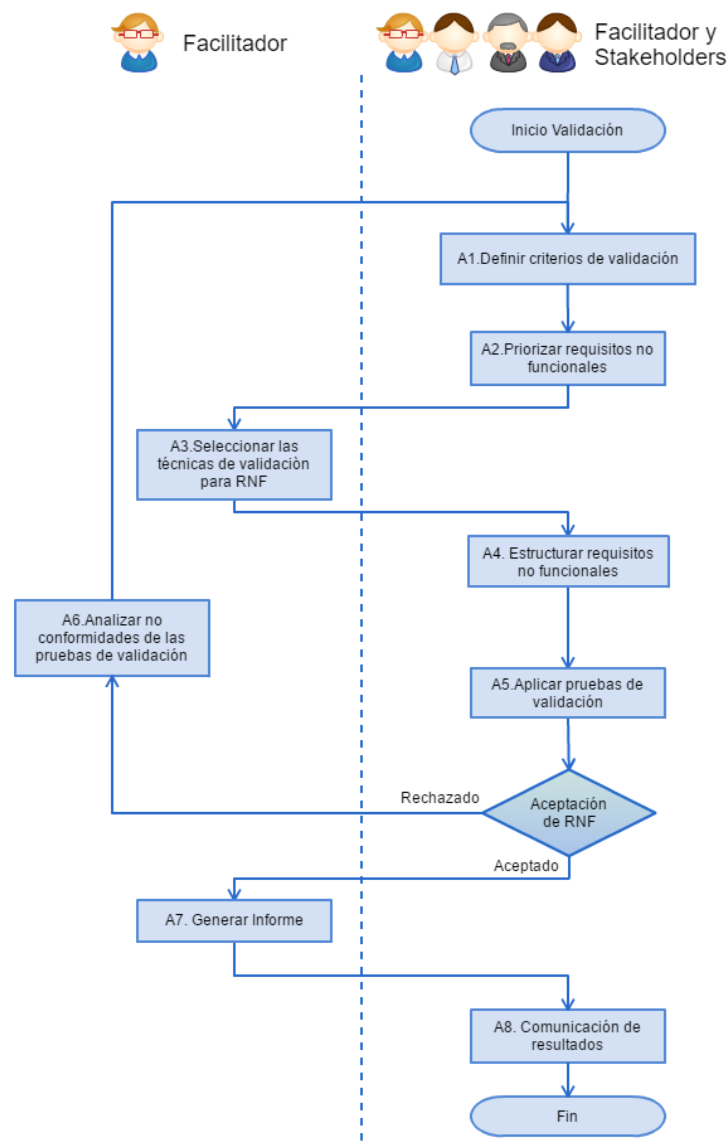 Facilitador
Facilitador y
Stakeholders
Inicio Validación
A1.Definir criterios de validación
A2.Priorizar requisitos no
funcionales
A3.Seleccionar las
técnicas de validaciòn
para RNF
A4. Estructurar requisitos
no funcionales
A6.Analizar no
conformidades de las
pruebas de validación
A5.Aplicar pruebas de
validación
Rechazado
Aceptación
de RNF
Aceptado
A7. Generar Informe
A8. Comunicación de
resultados
Fin